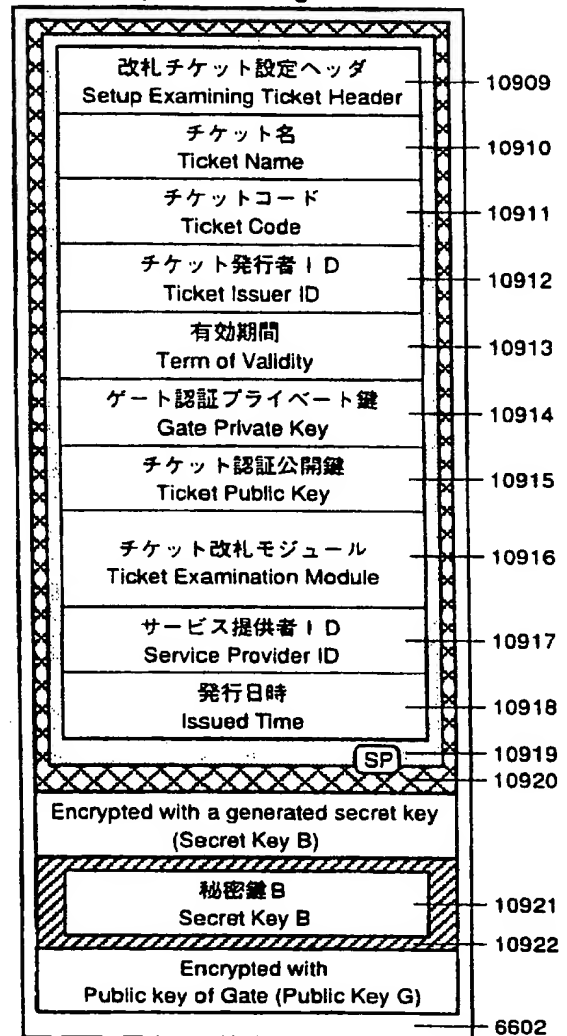 改札チケット設定ヘッダ
Setup Examining Ticket Header
10909
チケット名
Ticket Name
10910
チケットコード
Ticket Code
10911
チケット発行者ID
Ticket Issuer ID
10912
有効期間
Term of Validity
10913
ゲート認証プライベート鍵
Gate Private Key
10914
チケット認証公開鍵
Ticket Public Key
10915
チケット改札モジュール
Ticket Examination Module
10916
サービス提供者ID
Service Provider ID
10917
発行日時
Issued Time
10918
SP
10919
10920
Encrypted with a generated secret key
(Secret Key B)
秘密鍵B
Secret Key B
10921
10922
Encrypted with
Public key of Gate (Public Key G)
6602